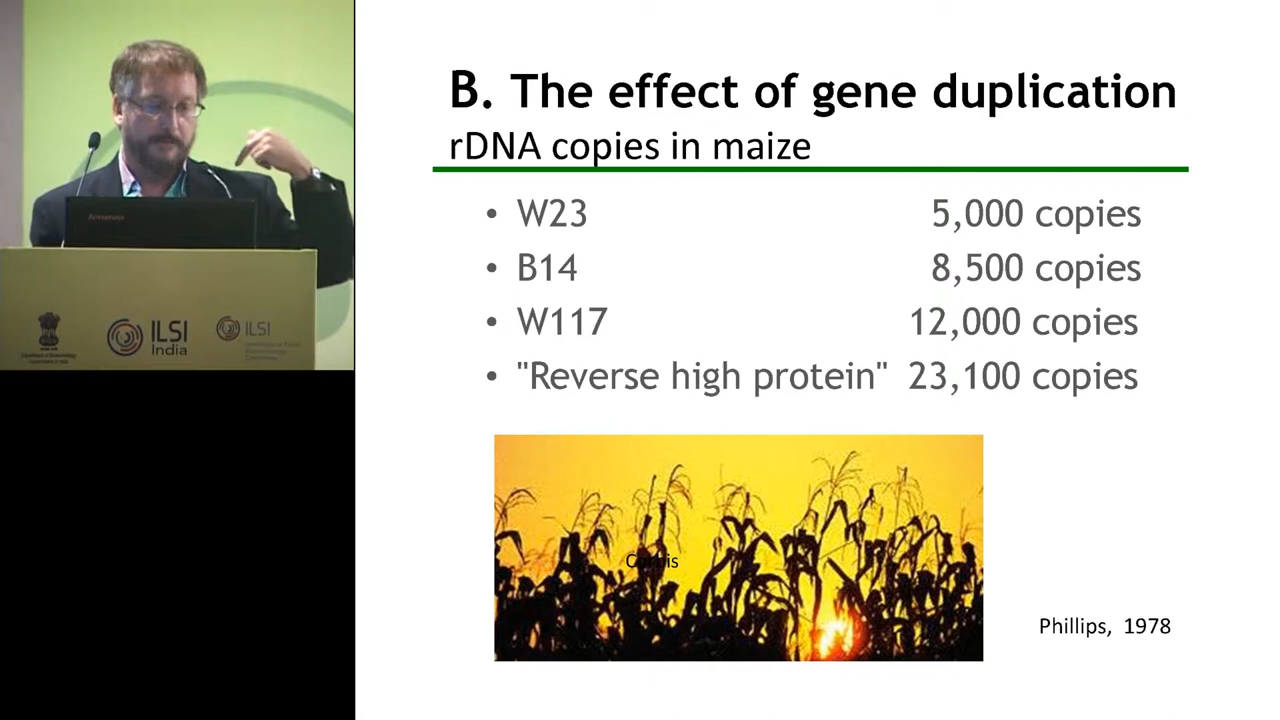 B. The effect of gene duplication
rDNA copies in maize
• W23 5,000 copies
• B14 8,500 copies
• W117 12,000 copies
• "Reverse high protein" 23,100 copies
Phillips, 1978
ILSI
India
ILSI